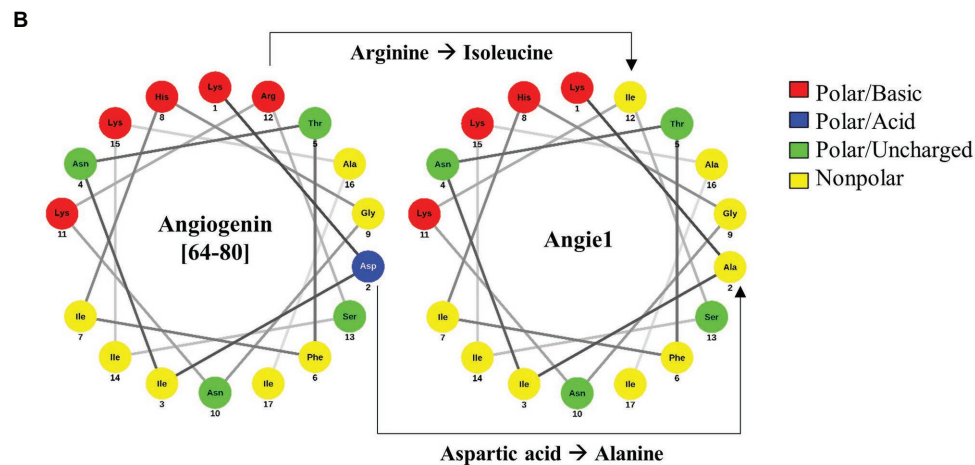 B
Arginine → Isoleucine
Lys
1
Arg
12
Thr
5
Ala
16
Gly
9
Asp
2
Ser
13
Phe
6
Ile
17
Asn
10
Ile
3
Ile
14
Ile
7
Lys
11
Asn
4
Lys
15
His
8
Angiogenin
[64-80]
Lys
1
Ile
12
Thr
5
Ala
16
Gly
9
Ala
2
Ser
13
Phe
6
Ile
17
Asn
10
Ile
3
Ile
14
Ile
7
Lys
11
Asn
4
Lys
15
His
8
Angie1
Polar/Basic
Polar/Acid
Polar/Uncharged
Nonpolar
Aspartic acid → Alanine